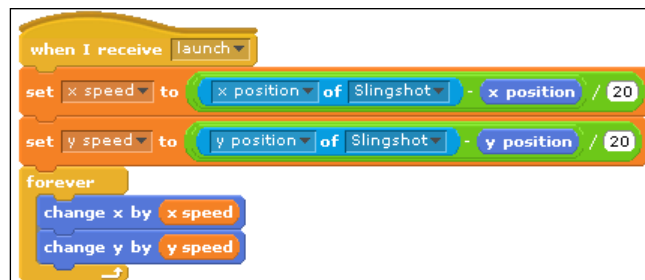 when I receive launch
set x speed to x position of Slingshot - x position / 20
set y speed to y position of Slingshot - y position / 20
forever
change x by x speed
change y by y speed